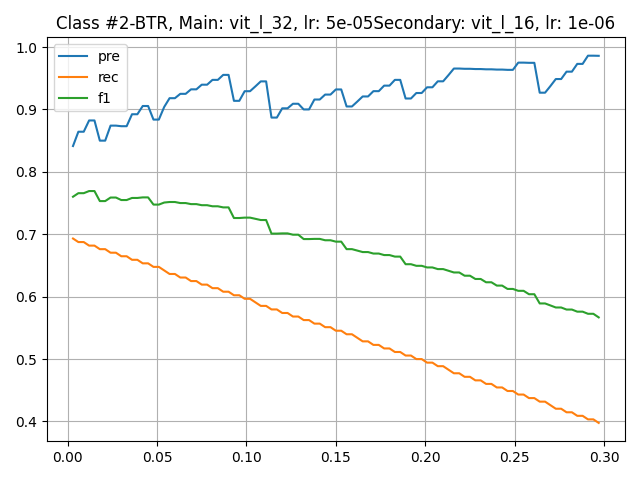 Class #2-BTR, Main: vit_l_32, lr: 5e-05Secondary: vit_l_16, lr: 1e-06
pre
rec
f1
1.0
0.9
0.8
0.7
0.6
0.5
0.4
0.00 0.05 0.10 0.15 0.20 0.25 0.30